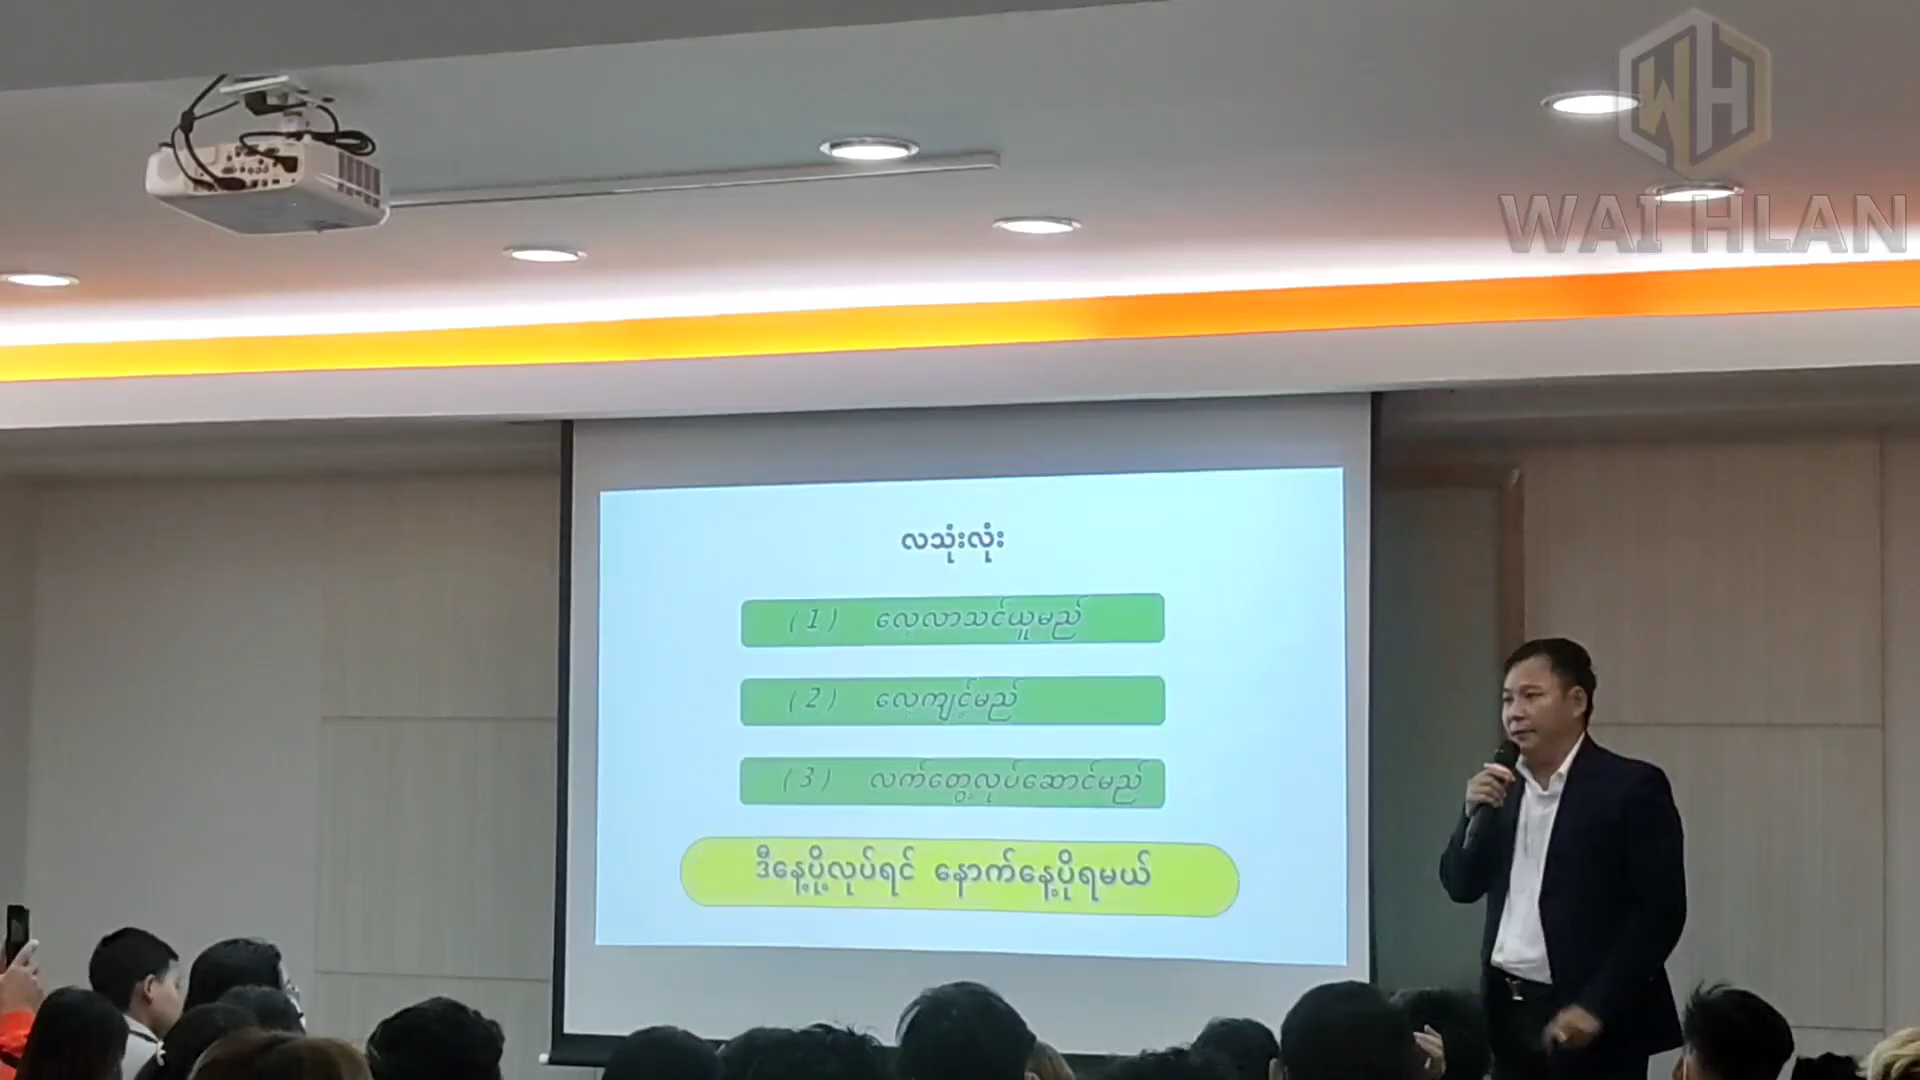 WH
WAI HLAN
လသုံးလုံး
(1) လေ့လာသင်ယူမည်
(2) လေ့ကျင့်မည်
(3) လက်တွေ့လုပ်ဆောင်မည်
ဒီနေ့ပို့လုပ်ရင် နောက်နေ့ပိုရမယ်